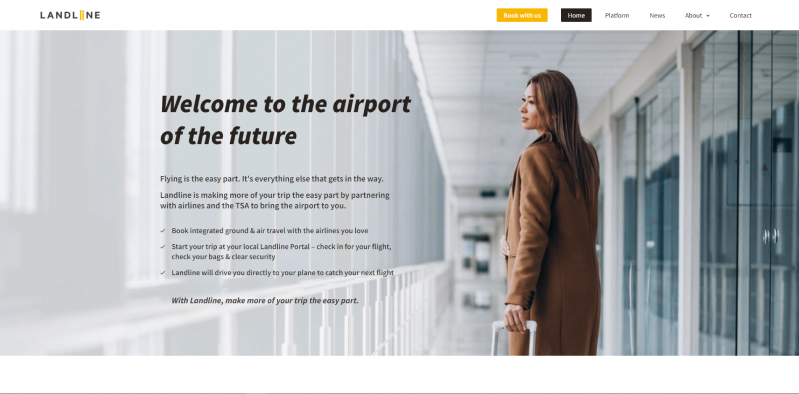 LANDLINE
Book with us
Home
Platform
News
About
Contact
Welcome to the airport
of the future
Flying is the easy part. It's everything else that gets in the way.
Landline is making more of your trip the easy part by partnering
with airlines and the TSA to bring the airport to you.
Book integrated ground & air travel with the airlines you love
Start your trip at your local Landline Portal – check in for your flight,
check your bags & clear security
Landline will drive you directly to your plane to catch your next flight
With Landline, make more of your trip the easy part.